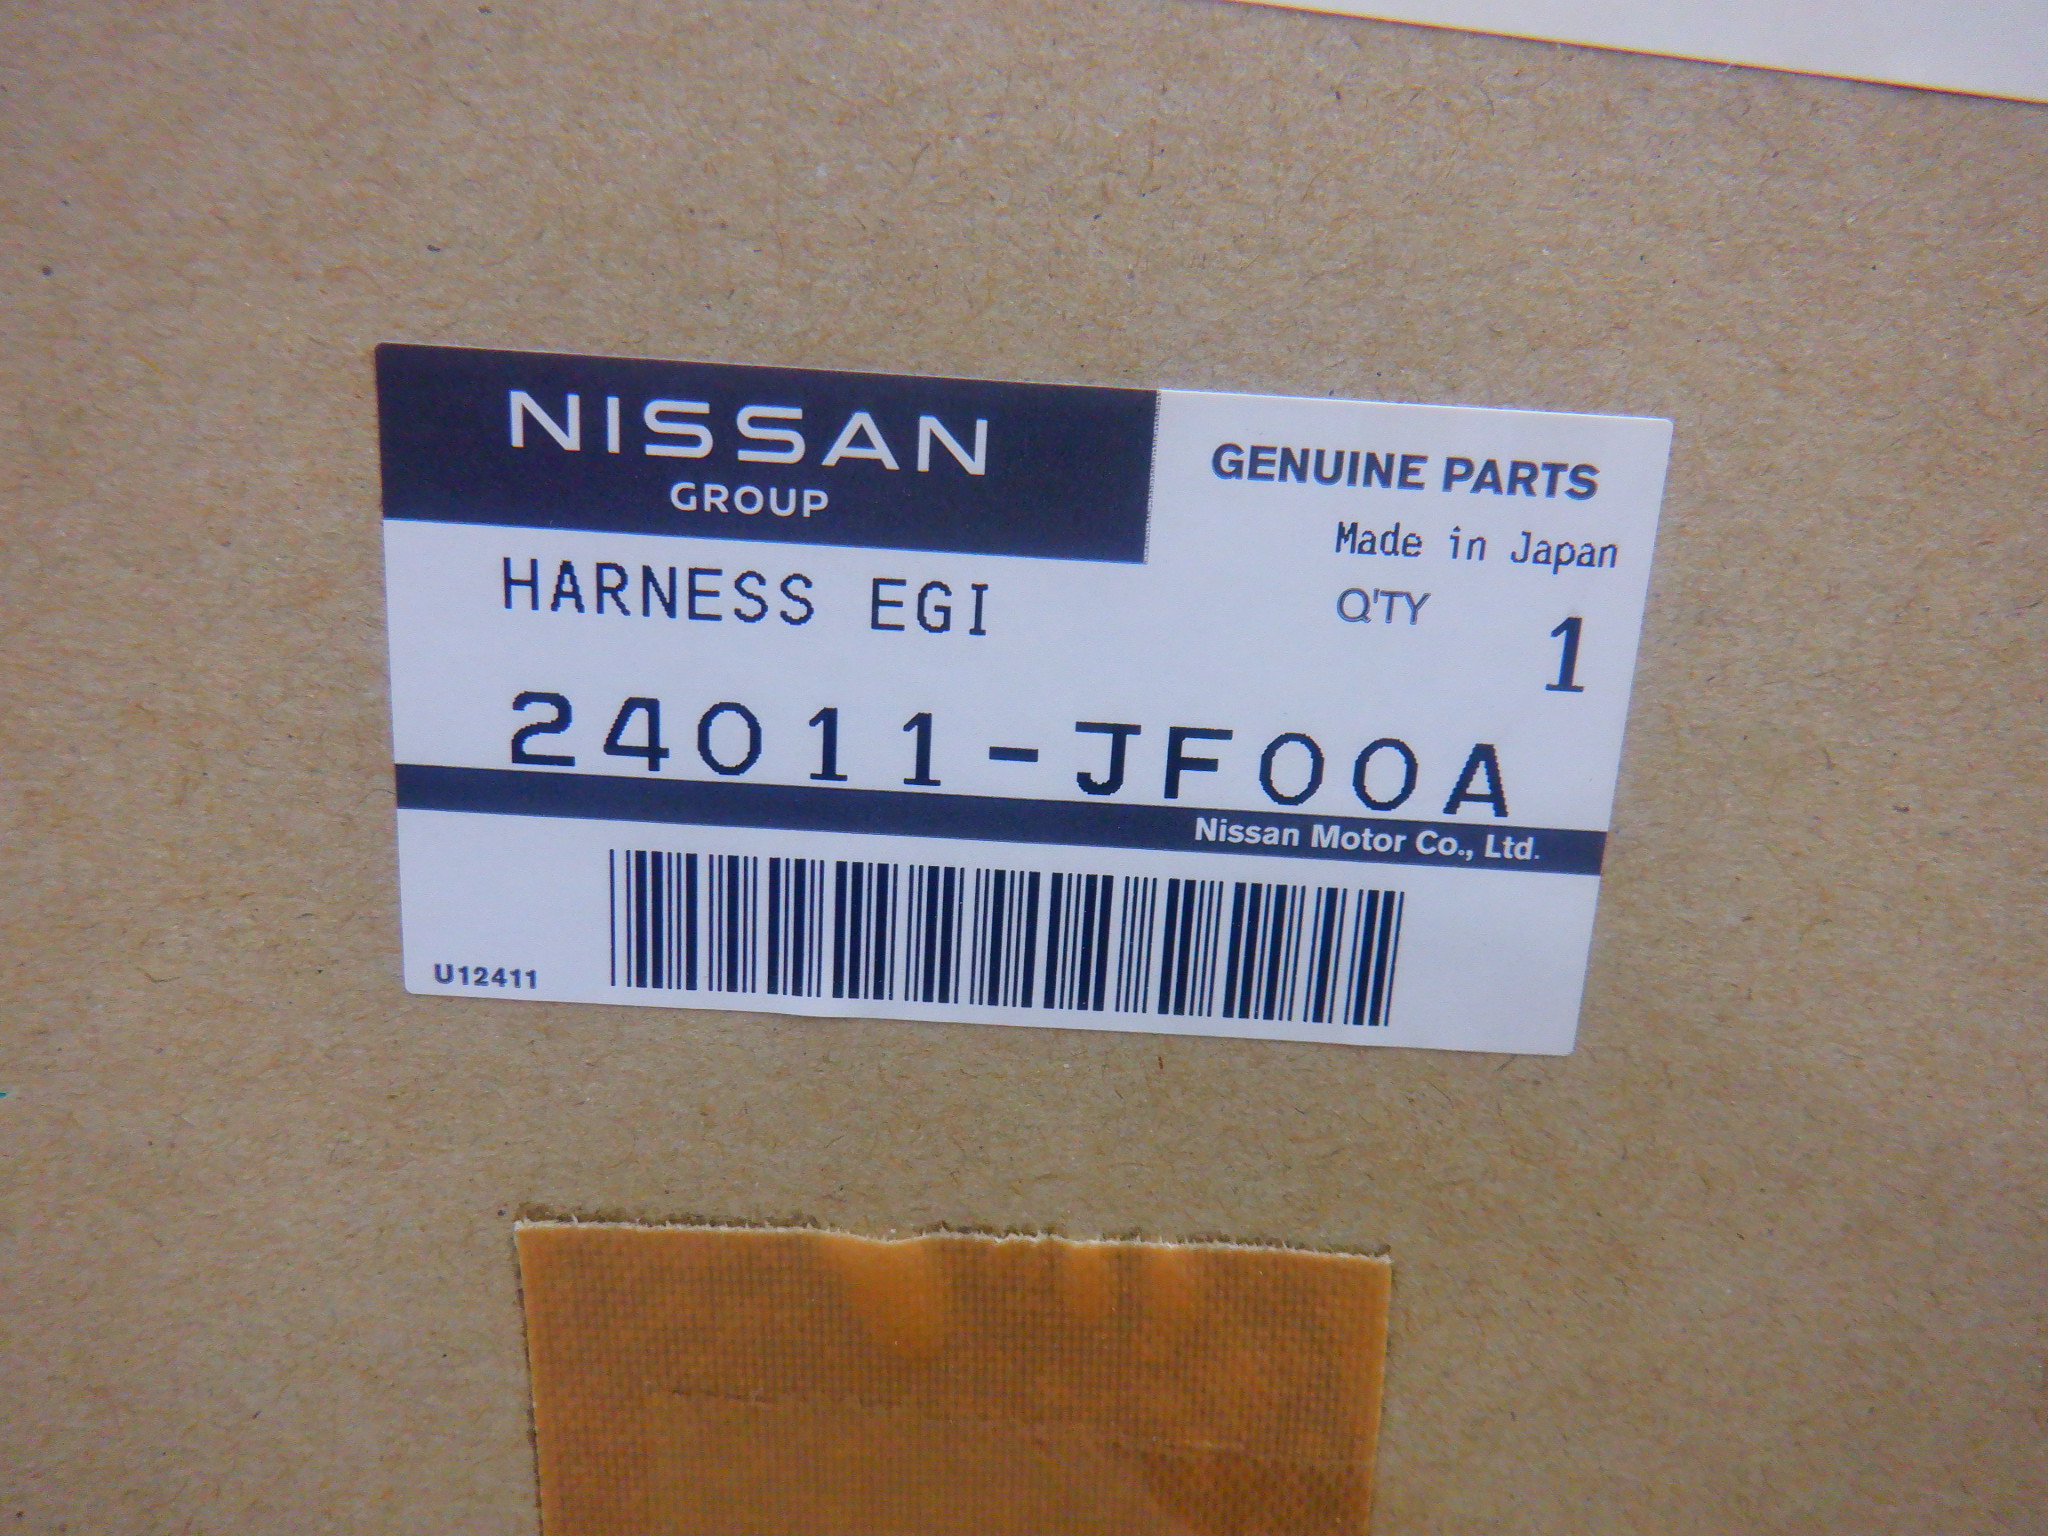 NISSAN
GROUP
GENUINE PARTS
Made in Japan
HARNESS EGI
Q'TY 1
24011-JF00A
Nissan Motor Co., Ltd.
U12411